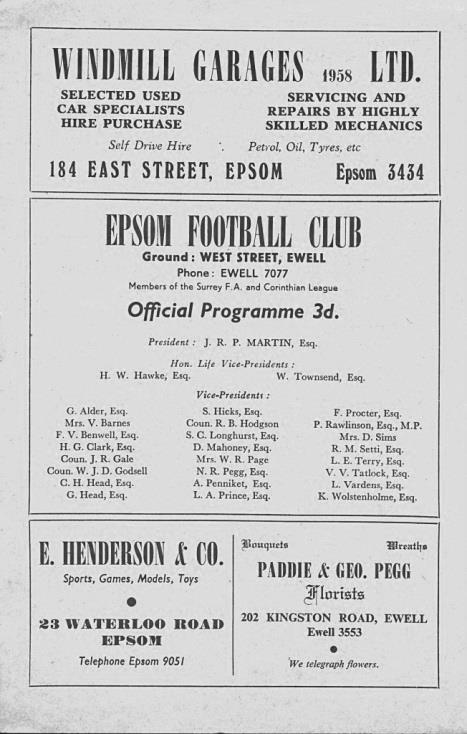 WINDMILL GARAGES 1958 LTD.
SELECTED USED
CAR SPECIALISTS
HIRE PURCHASE
SERVICING AND
REPAIRS BY HIGHLY
SKILLED MECHANICS
Self Drive Hire . Petrol, Oil, Tyres, etc
184 EAST STREET, EPSOM Epsom 3434
EPSOM FOOTBALL CLUB
Ground : WEST STREET, EWELL
Phone : EWELL 7077
Members of the Surrey F.A. and Corinthian League
Official Programme 3d.
President : J. R. P. MARTIN, Esq.
Hon. Life Vice-Presidents :
H. W. Hawke, Esq. W. Townsend, Esq.
Vice-Presidents :
G. Alder, Esq.
Mrs. V. Barnes
F. V. Benwell, Esq.
H. G. Clark, Esq.
Coun. J. R. Gale
Coun. W. J. D. Godsell
C. H. Head, Esq.
G. Head, Esq.
S. Hicks, Esq.
Coun. R. B. Hodgson
S. C. Longhurst, Esq.
D. Mahoney, Esq.
Mrs. W. R. Page
N. R. Pegg, Esq.
A. Penniket, Esq.
L. A. Prince, Esq.
F. Procter, Esq.
P. Rawlinson, Esq., M.P.
Mrs. D. Sims
R. M. Setti, Esq.
L. E. Terry, Esq.
V. V. Tatlock, Esq.
L. Vardens, Esq.
K. Wolstenholme, Esq.
E. HENDERSON & CO.
Sports, Games, Models, Toys
23 WATERLOO ROAD
EPSOM
Telephone Epsom 9051
Bouquets Wreaths
PADDIE & GEO. PEGG
Florists
202 KINGSTON ROAD, EWELL
Ewell 3553
We telegraph flowers.